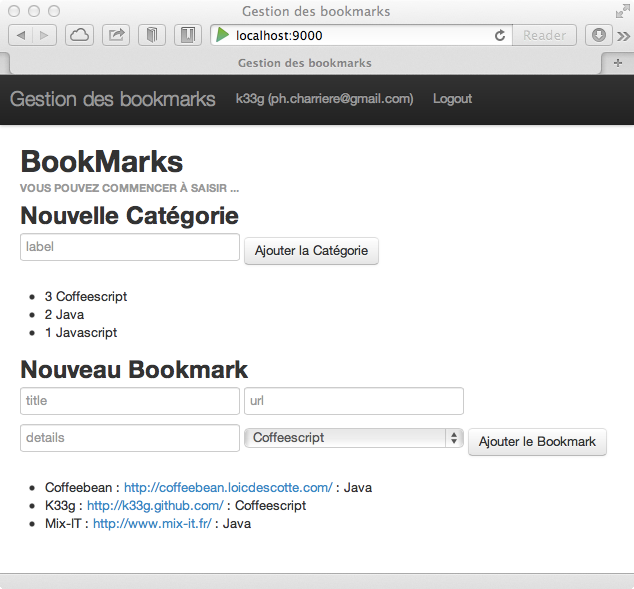 Gestion des bookmarks
localhost:9000
Reader
Gestion des bookmarks
Gestion des bookmarks k33g (ph.charriere@gmail.com) Logout
BookMarks
VOUS POUVEZ COMMENCER À SAISIR ...
Nouvelle Catégorie
label Ajouter la Catégorie
3 Coffeescript
2 Java
1 Javascript
Nouveau Bookmark
title url
details Coffeescript Ajouter le Bookmark
Coffeebean : http://coffeebean.loicdescotte.com/ : Java
K33g : http://k33g.github.com/ : Coffeescript
Mix-IT : http://www.mix-it.fr/ : Java